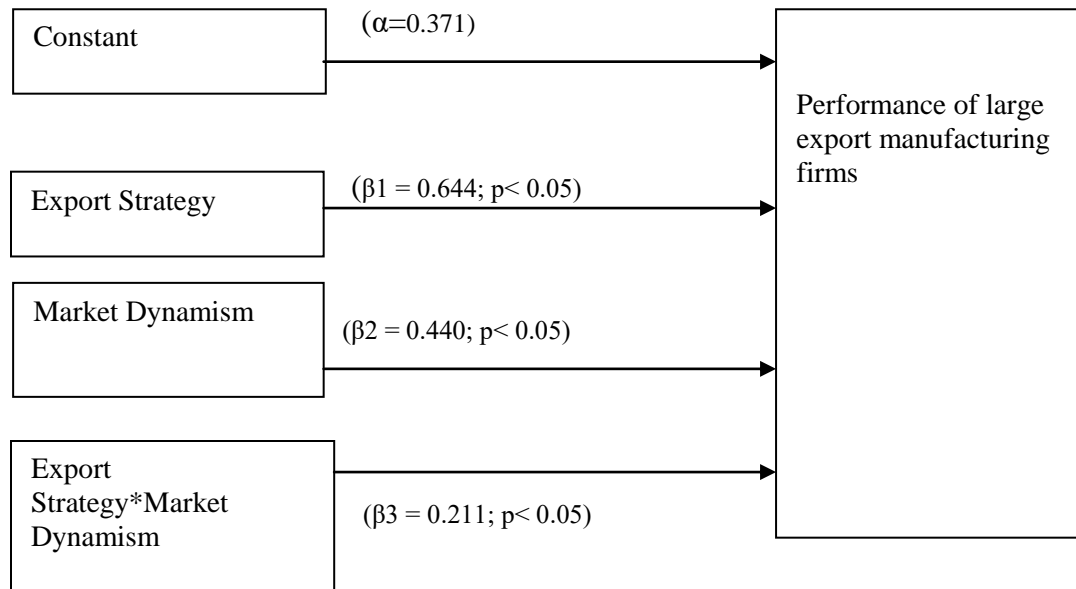 Constant
(α=0.371)
Performance of large
export manufacturing
firms
Export Strategy
(β1 = 0.644; p< 0.05)
Market Dynamism
(β2 = 0.440; p< 0.05)
Export
Strategy*Market
Dynamism
(β3 = 0.211; p< 0.05)